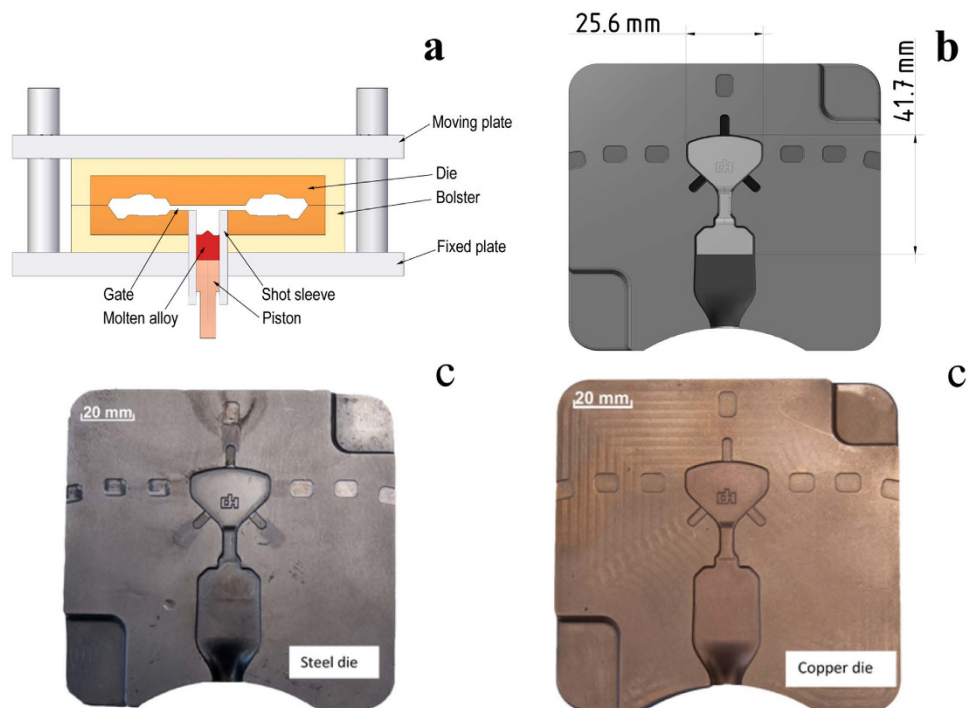 a
Moving plate
Die
Bolster
Fixed plate
Gate
Molten alloy
Shot sleeve
Piston
25.6 mm
b
41.7 mm
c
20 mm
Steel die
c
20 mm
Copper die